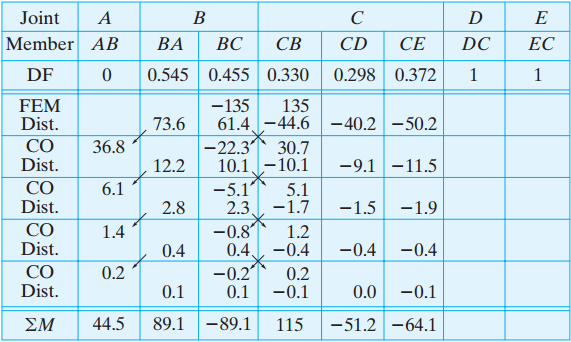 Joint A B C D E
Member AB BA BC CB CD CE DC EC
DF 0 0.545 0.455 0.330 0.298 0.372 1 1
FEM −135 135
Dist. 73.6 61.4 −44.6 −40.2 −50.2
CO 36.8 −22.3 30.7
Dist. 12.2 10.1 −10.1 −9.1 −11.5
CO 6.1 −5.1 5.1
Dist. 2.8 2.3 −1.7 −1.5 −1.9
CO 1.4 −0.8 1.2
Dist. 0.4 0.4 −0.4 −0.4 −0.4
CO 0.2 −0.2 0.2
Dist. 0.1 0.1 −0.1 0.0 −0.1
ΣM 44.5 89.1 −89.1 115 −51.2 −64.1